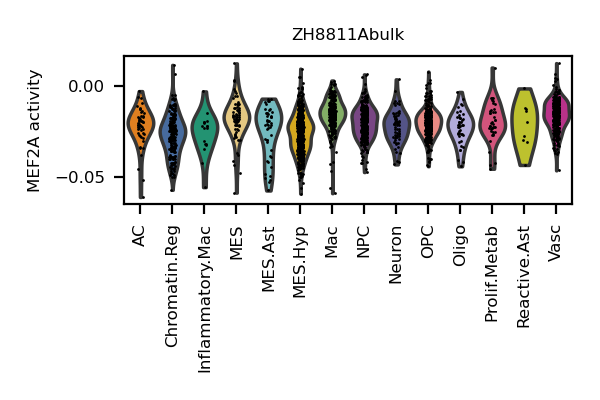 ZH8811Abulk
MEF2A activity
0.00
−0.05
AC
Chromatin.Reg
Inflammatory.Mac
MES
MES.Ast
MES.Hyp
Mac
NPC
Neuron
OPC
Oligo
Prolif.Metab
Reactive.Ast
Vasc